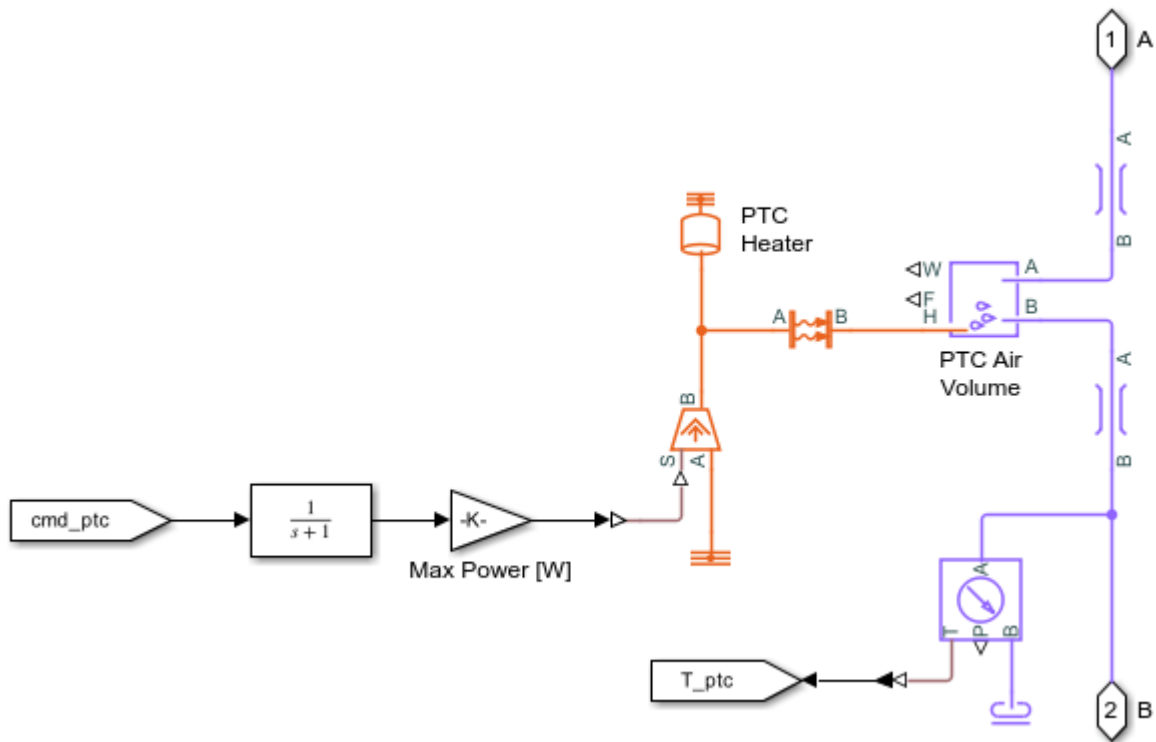 1 A
A
B
PTC
Heater
W
F
H
A
B
A B
PTC Air
Volume
A
B
B
S
A
cmd_ptc
1
s + 1
-K-
Max Power [W]
A
T
P
B
T_ptc
2 B